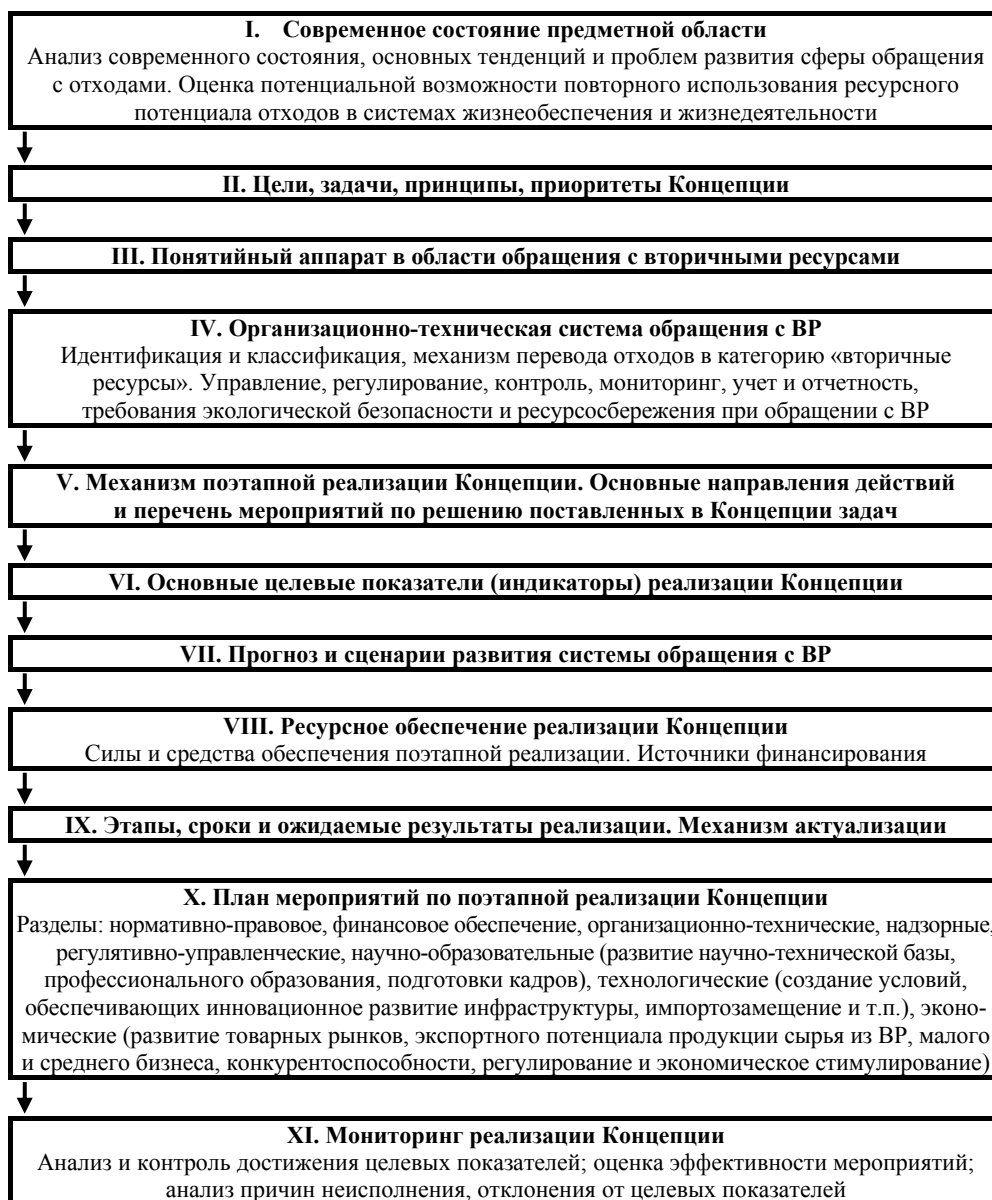 I. Современное состояние предметной области
Анализ современного состояния, основных тенденций и проблем развития сферы обращения
с отходами. Оценка потенциальной возможности повторного использования ресурсного
потенциала отходов в системах жизнеобеспечения и жизнедеятельности
II. Цели, задачи, принципы, приоритеты Концепции
III. Понятийный аппарат в области обращения с вторичными ресурсами
IV. Организационно-техническая система обращения с ВР
Идентификация и классификация, механизм перевода отходов в категорию «вторичные
ресурсы». Управление, регулирование, контроль, мониторинг, учет и отчетность,
требования экологической безопасности и ресурсосбережения при обращении с ВР
V. Механизм поэтапной реализации Концепции. Основные направления действий
и перечень мероприятий по решению поставленных в Концепции задач
VI. Основные целевые показатели (индикаторы) реализации Концепции
VII. Прогноз и сценарии развития системы обращения с ВР
VIII. Ресурсное обеспечение реализации Концепции
Силы и средства обеспечения поэтапной реализации. Источники финансирования
IX. Этапы, сроки и ожидаемые результаты реализации. Механизм актуализации
X. План мероприятий по поэтапной реализации Концепции
Разделы: нормативно-правовое, финансовое обеспечение, организационно-технические, надзорные,
регулятивно-управленческие, научно-образовательные (развитие научно-технической базы,
профессионального образования, подготовки кадров), технологические (создание условий,
обеспечивающих инновационное развитие инфраструктуры, импортозамещение и т.п.), эконо-
мические (развитие товарных рынков, экспортного потенциала продукции сырья из ВР, малого
и среднего бизнеса, конкурентоспособности, регулирование и экономическое стимулирование)
XI. Мониторинг реализации Концепции
Анализ и контроль достижения целевых показателей; оценка эффективности мероприятий;
анализ причин неисполнения, отклонения от целевых показателей